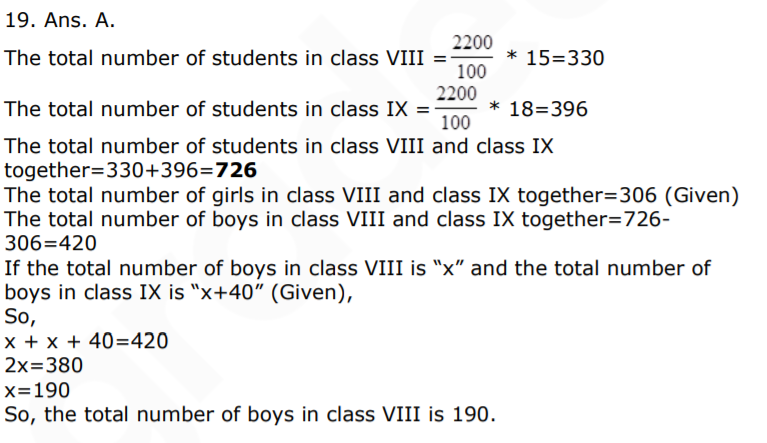 19. Ans. A.
The total number of students in class VIII = 2200/100 * 15=330
The total number of students in class IX = 2200/100 * 18=396
The total number of students in class VIII and class IX
together=330+396=726
The total number of girls in class VIII and class IX together=306 (Given)
The total number of boys in class VIII and class IX together=726-
306=420
If the total number of boys in class VIII is “x” and the total number of
boys in class IX is “x+40” (Given),
So,
x + x + 40=420
2x=380
x=190
So, the total number of boys in class VIII is 190.